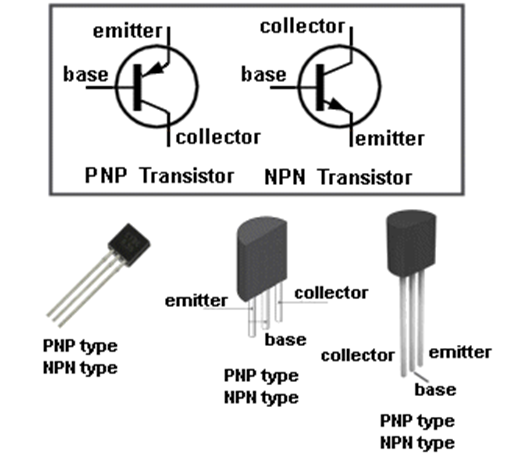 emitter
base
collector
PNP Transistor
collector
base
emitter
NPN Transistor
PNP type
NPN type
emitter
collector
base
PNP type
NPN type
collector
emitter
base
PNP type
NPN type